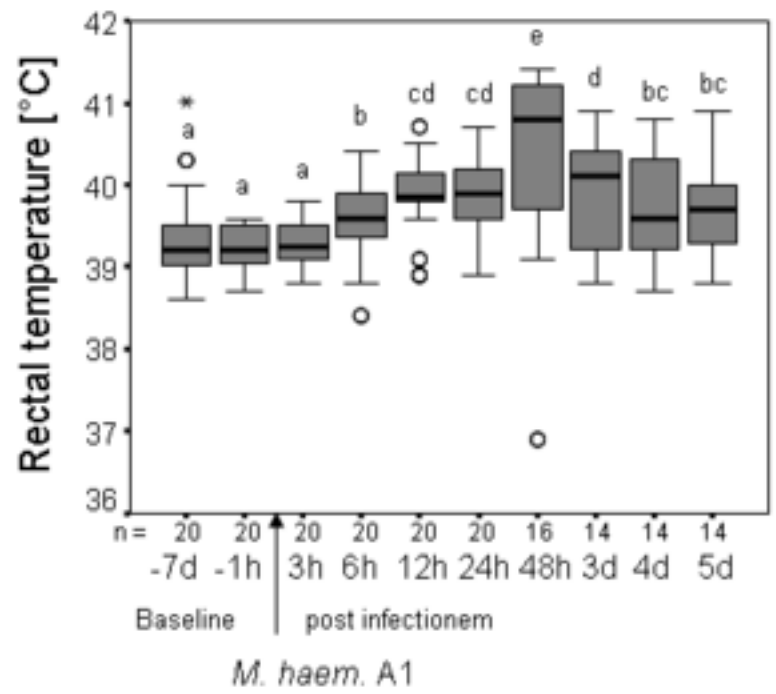 Rectal temperature [°C]
42
41
40
39
38
37
36
*
a
a
a
b
cd
cd
e
d
bc
bc
n = 20 20 20 20 20 20 16 14 14 14
-7d -1h 3h 6h 12h 24h 48h 3d 4d 5d
Baseline post infectionem
M. haem. A1